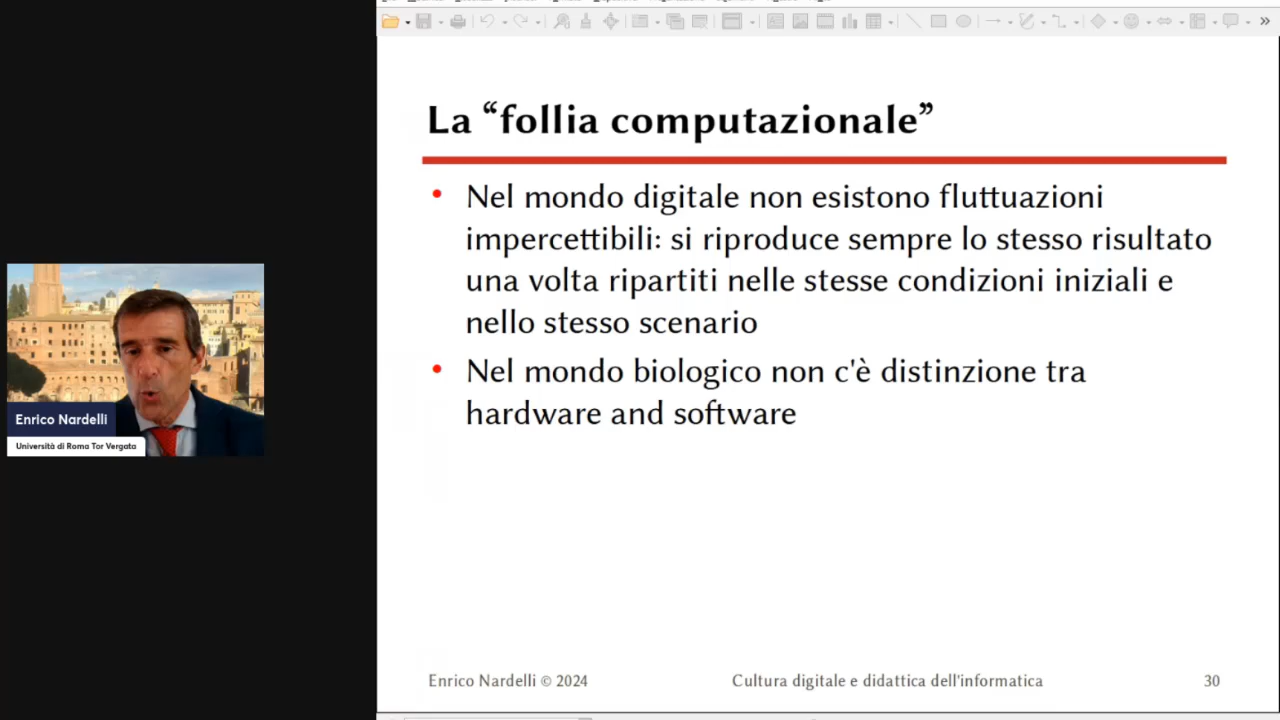 La “follia computazionale”
Nel mondo digitale non esistono fluttuazioni
impercettibili: si riproduce sempre lo stesso risultato
una volta ripartiti nelle stesse condizioni iniziali e
nello stesso scenario
Nel mondo biologico non c'è distinzione tra
hardware and software
Enrico Nardelli
Università di Roma Tor Vergata
Enrico Nardelli © 2024
Cultura digitale e didattica dell'informatica
30